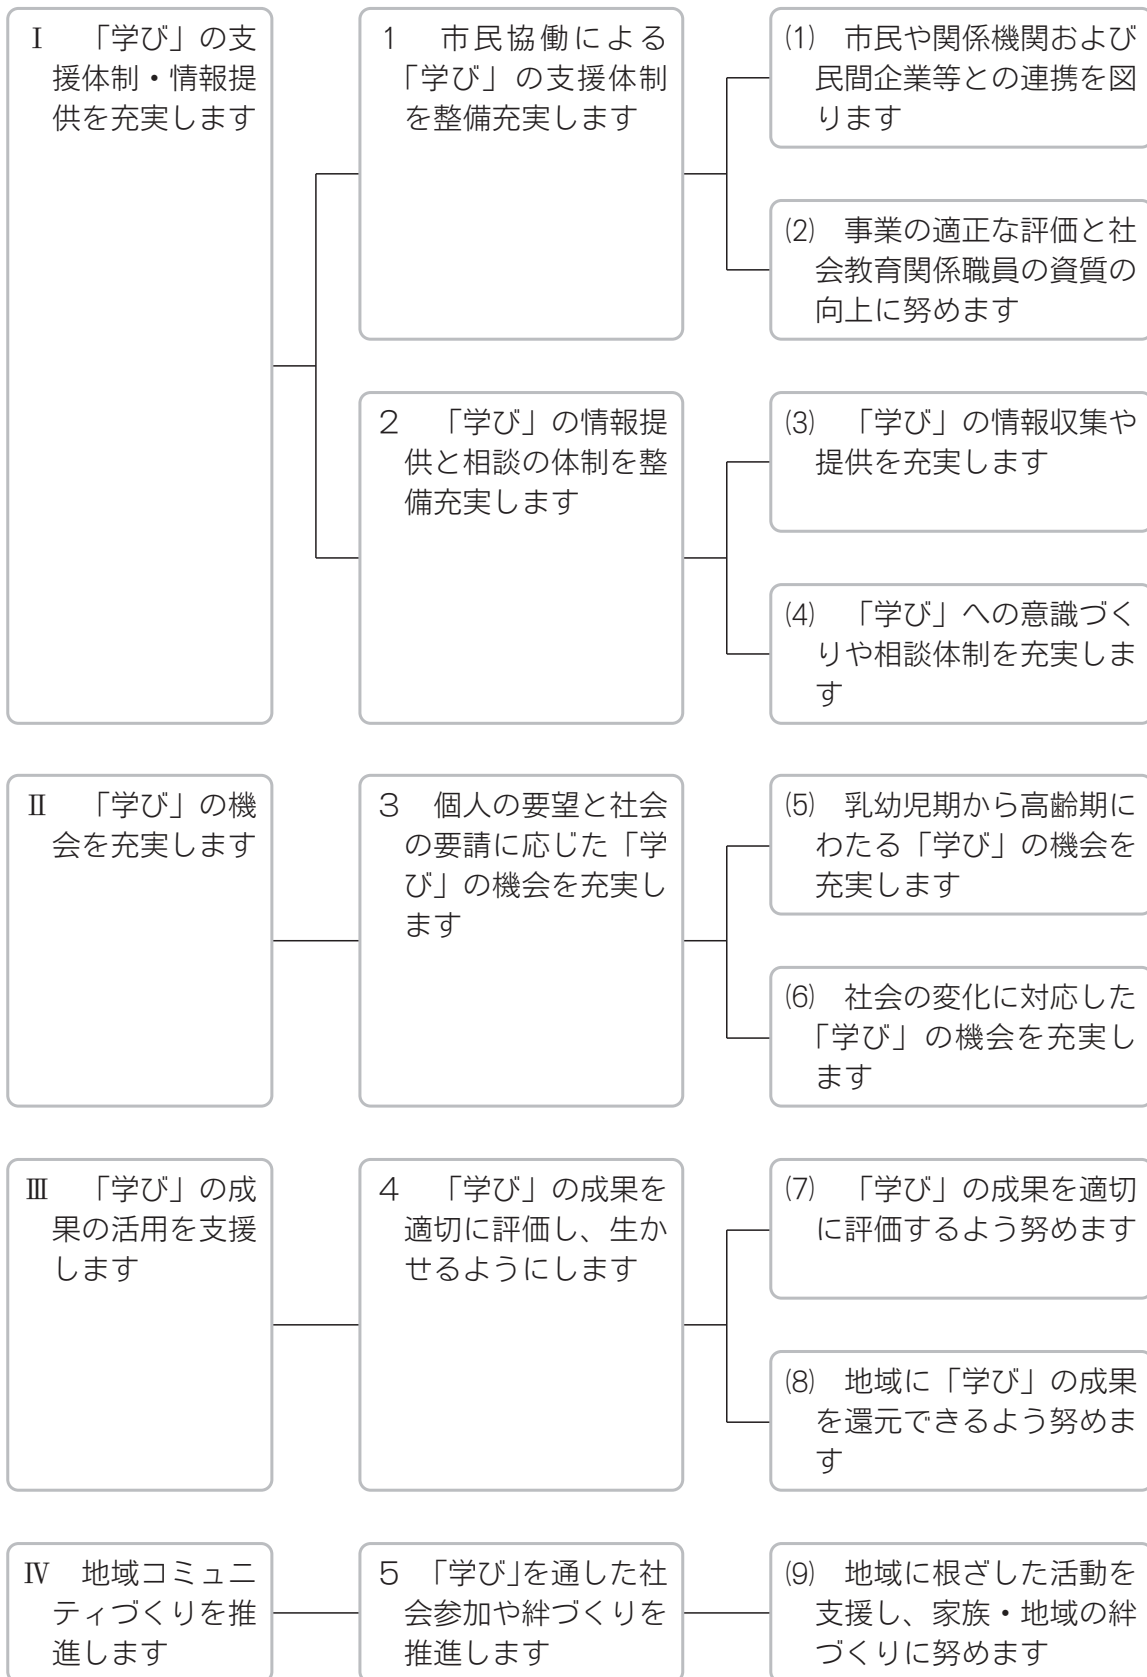 Ⅰ　「学び」の支
援体制・情報提
供を充実します
1　市民協働による
「学び」の支援体制
を整備充実します
⑴　市民や関係機関および
民間企業等との連携を図
ります
⑵　事業の適正な評価と社
会教育関係職員の資質の
向上に努めます
2　「学び」の情報提
供と相談の体制を整
備充実します
⑶　「学び」の情報収集や
提供を充実します
⑷　「学び」への意識づく
りや相談体制を充実しま
す
Ⅱ　「学び」の機
会を充実します
3　個人の要望と社会
の要請に応じた「学
び」の機会を充実し
ます
⑸　乳幼児期から高齢期に
わたる「学び」の機会を
充実します
⑹　社会の変化に対応した
「学び」の機会を充実し
ます
Ⅲ　「学び」の成
果の活用を支援
します
4　「学び」の成果を
適切に評価し、生か
せるようにします
⑺　「学び」の成果を適切
に評価するよう努めます
⑻　地域に「学び」の成果
を還元できるよう努めま
す
Ⅳ　地域コミュニ
ティづくりを推
進します
5　「学び」を通した社
会参加や絆づくりを
推進します
⑼　地域に根ざした活動を
支援し、家族・地域の絆
づくりに努めます